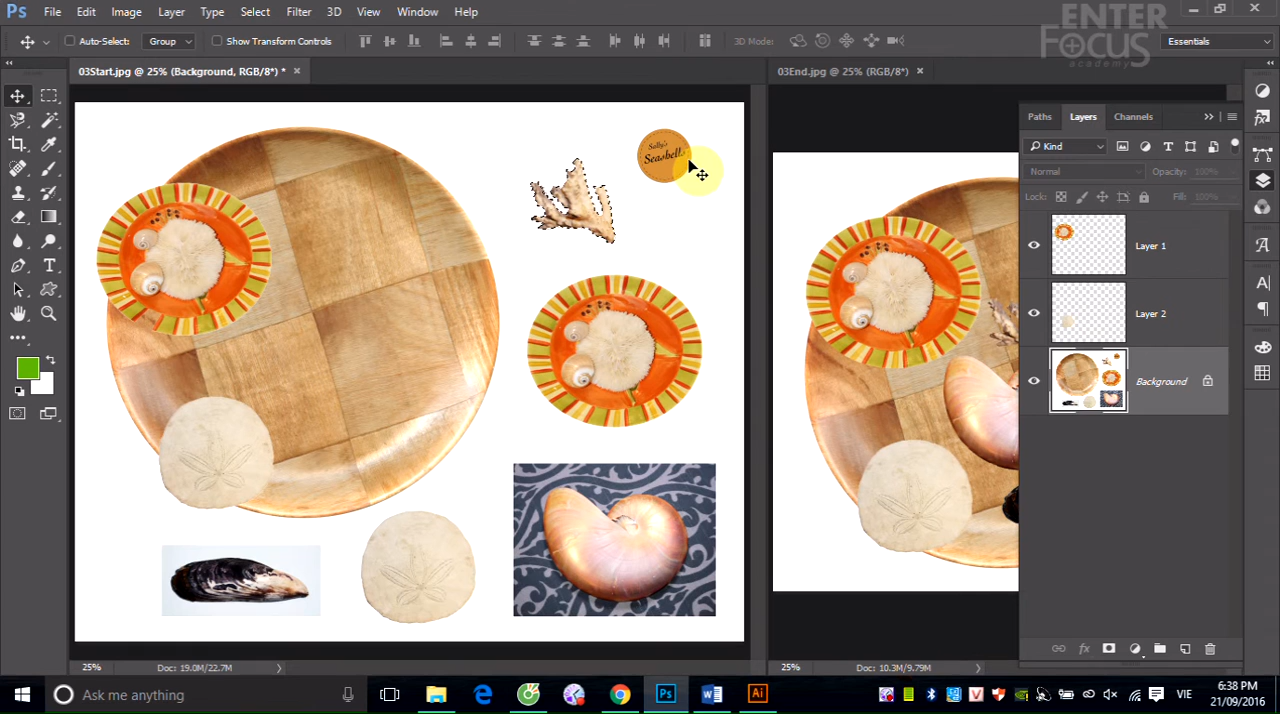 Ps File Edit Image Layer Type Select Filter 3D View Window Help
ENTER
FOCUS
academy
Auto-Select: Group Show Transform Controls 3D Mode: Essentials
03Start.jpg @ 25% (Background, RGB/8*) *
03End.jpg @ 25% (RGB/8*)
Paths Layers Channels
Kind
Normal Opacity: 100%
Lock: Fill: 100%
Sally's
Seashell
Layer 1
Layer 2
Background
25% Doc: 19.0M/22.7M
25% Doc: 10.3M/9.79M
Ask me anything
VIE
6:38 PM
21/09/2016